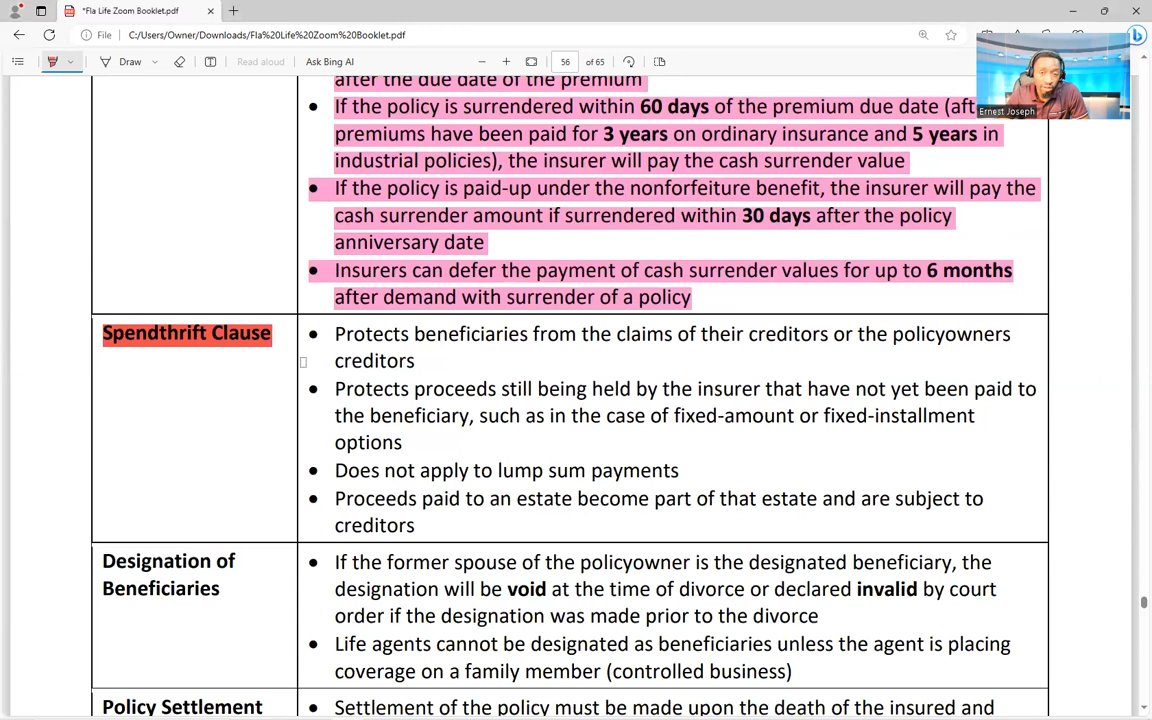 *Fla Life Zoom Booklet.pdf
File
C:/Users/Owner/Downloads/Fla%20Life%20Zoom%20Booklet.pdf
Draw
Read aloud
Ask Bing AI
56
of 65
Ernest Joseph
after the due date of the premium
• If the policy is surrendered within 60 days of the premium due date (aft
premiums have been paid for 3 years on ordinary insurance and 5 years in
industrial policies), the insurer will pay the cash surrender value
• If the policy is paid-up under the nonforfeiture benefit, the insurer will pay the
cash surrender amount if surrendered within 30 days after the policy
anniversary date
• Insurers can defer the payment of cash surrender values for up to 6 months
after demand with surrender of a policy
Spendthrift Clause
• Protects beneficiaries from the claims of their creditors or the policyowners
creditors
• Protects proceeds still being held by the insurer that have not yet been paid to
the beneficiary, such as in the case of fixed-amount or fixed-installment
options
• Does not apply to lump sum payments
• Proceeds paid to an estate become part of that estate and are subject to
creditors
Designation of
Beneficiaries
• If the former spouse of the policyowner is the designated beneficiary, the
designation will be void at the time of divorce or declared invalid by court
order if the designation was made prior to the divorce
• Life agents cannot be designated as beneficiaries unless the agent is placing
coverage on a family member (controlled business)
Policy Settlement
• Settlement of the policy must be made upon the death of the insured and